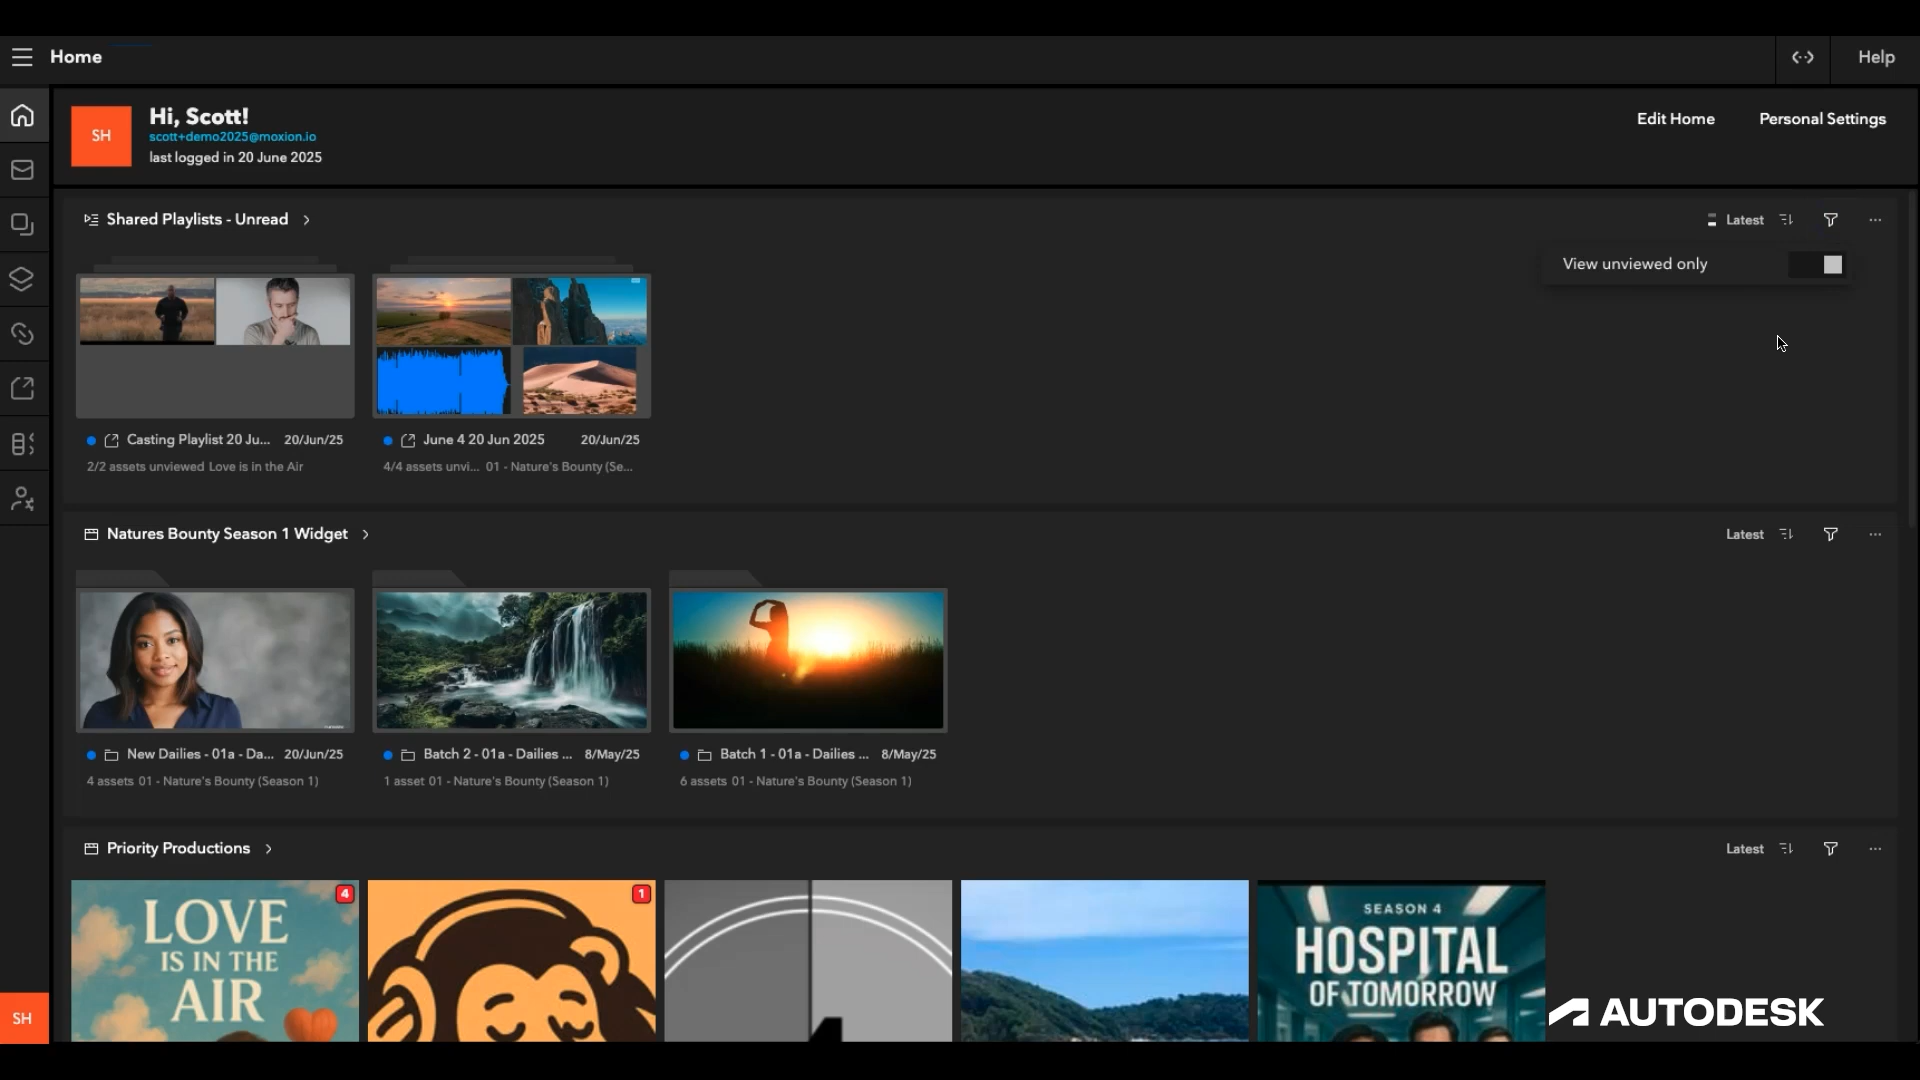 Home
Help
SH
Hi, Scott!
scott+demo2025@moxion.io
last logged in 20 June 2025
Edit Home
Personal Settings
Shared Playlists - Unread
Latest
View unviewed only
Casting Playlist 20 Ju... 20/Jun/25
2/2 assets unviewed Love is in the Air
June 4 20 Jun 2025 20/Jun/25
4/4 assets unvi... 01 - Nature's Bounty (Se...
Natures Bounty Season 1 Widget
Latest
New Dailies - 01a - Da... 20/Jun/25
4 assets 01 - Nature's Bounty (Season 1)
Batch 2 - 01a - Dailies ... 8/May/25
1 asset 01 - Nature's Bounty (Season 1)
Batch 1 - 01a - Dailies ... 8/May/25
6 assets 01 - Nature's Bounty (Season 1)
Priority Productions
Latest
4
LOVE
IS IN THE
AIR
1
SEASON 4
HOSPITAL
OF TOMORROW
SH
AUTODESK